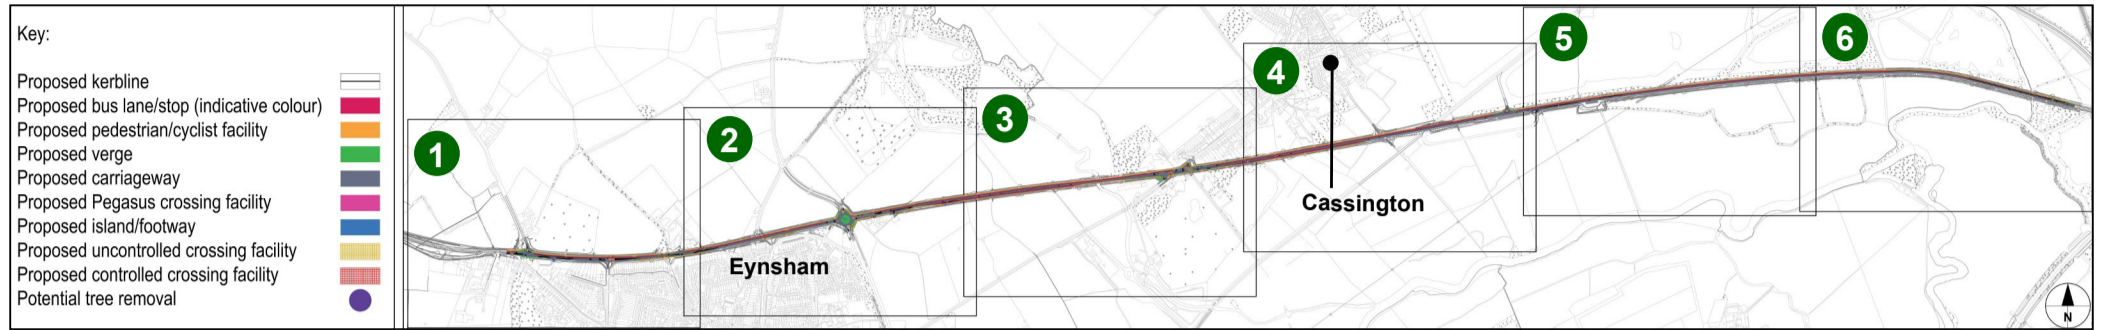 Key:
Proposed kerbline
Proposed bus lane/stop (indicative colour)
Proposed pedestrian/cyclist facility
Proposed verge
Proposed carriageway
Proposed Pegasus crossing facility
Proposed island/footway
Proposed uncontrolled crossing facility
Proposed controlled crossing facility
Potential tree removal
1
2
3
4
5
6
Eynsham
Cassington
N